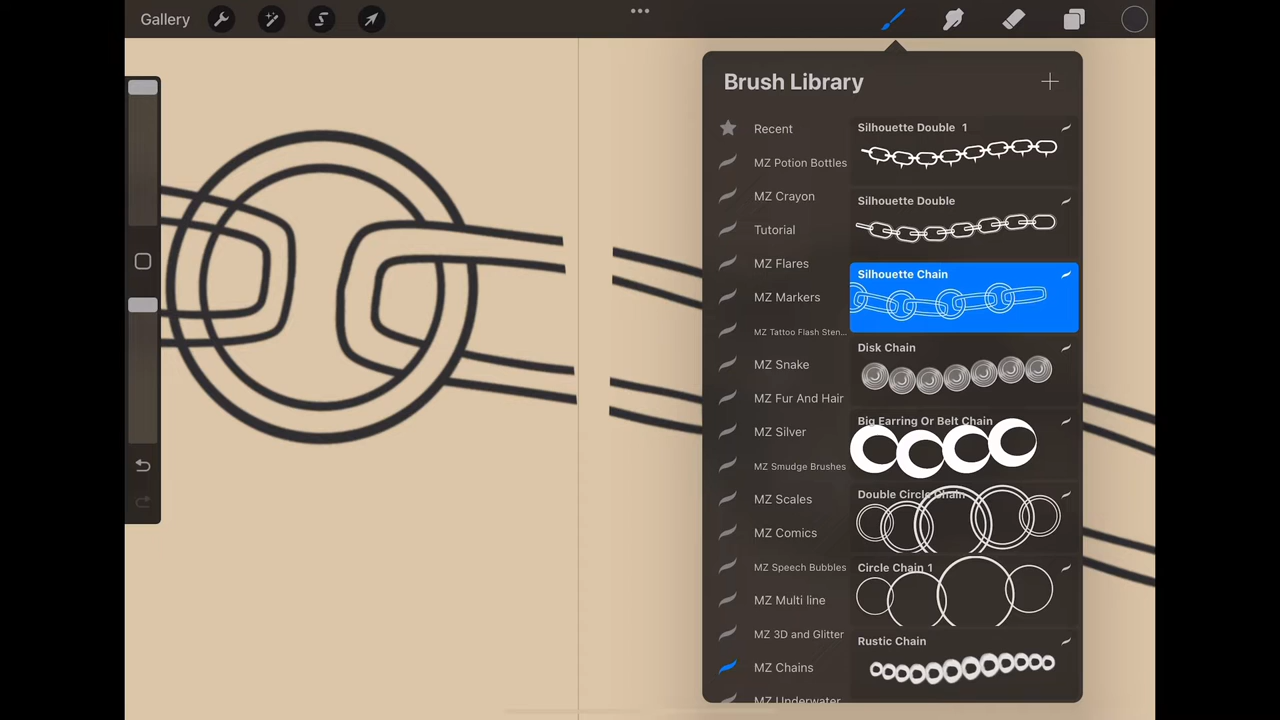 Gallery
Brush Library
Recent
MZ Potion Bottles
MZ Crayon
Tutorial
MZ Flares
MZ Markers
MZ Tattoo Flash Sten...
MZ Snake
MZ Fur And Hair
MZ Silver
MZ Smudge Brushes
MZ Scales
MZ Comics
MZ Speech Bubbles
MZ Multi line
MZ 3D and Glitter
MZ Chains
MZ Underwater
Silhouette Double 1
Silhouette Double
Silhouette Chain
Disk Chain
Big Earring Or Belt Chain
Double Circle Chain
Circle Chain 1
Rustic Chain